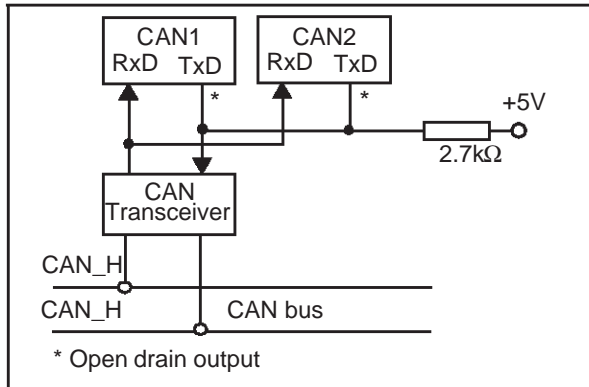 CAN1
RxD TxD
*
CAN2
RxD TxD
*
+5V
2.7kΩ
CAN
Transceiver
CAN_H
CAN_H
CAN bus
* Open drain output